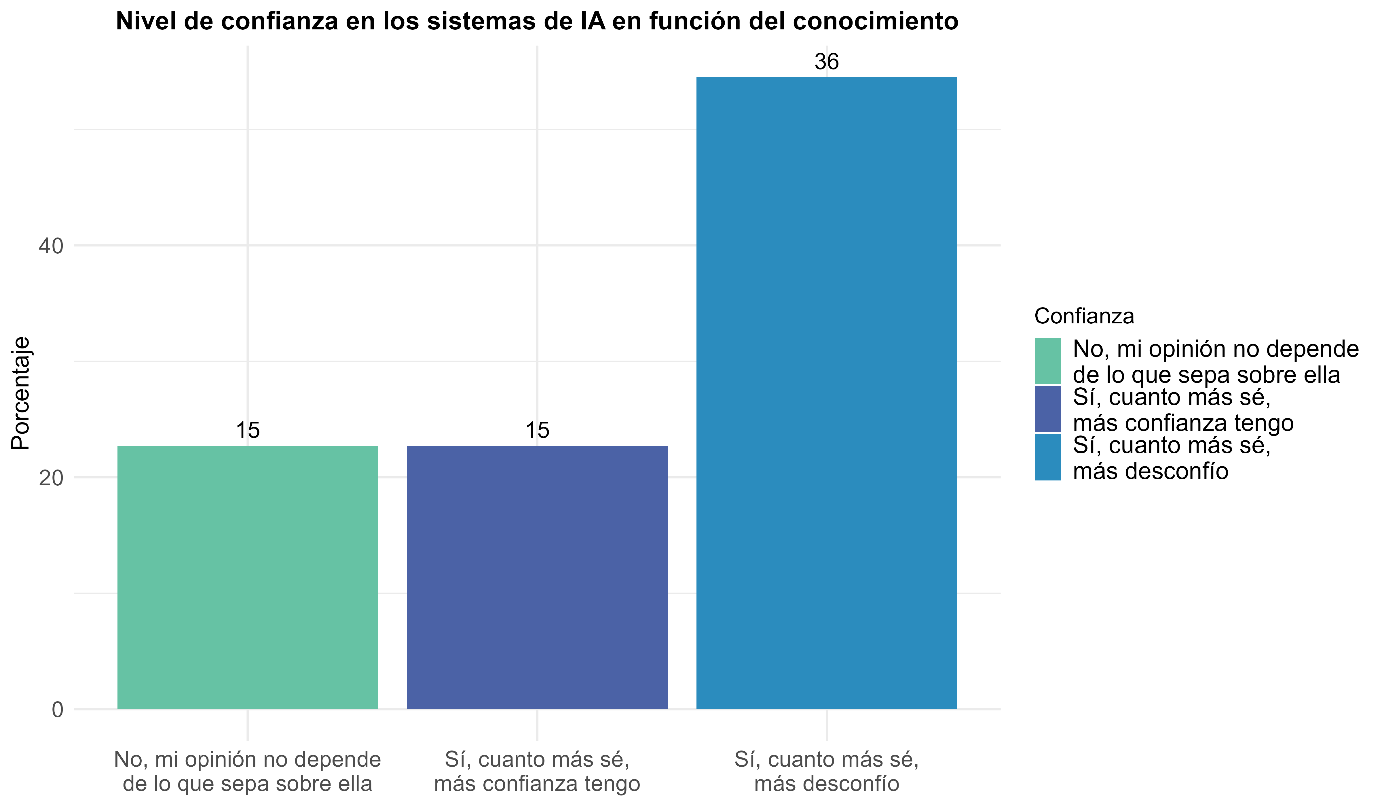 Nivel de confianza en los sistemas de IA en función del conocimiento
36
15
15
40
20
0
Porcentaje
No, mi opinión no depende
de lo que sepa sobre ella
Sí, cuanto más sé,
más confianza tengo
Sí, cuanto más sé,
más desconfío
Confianza
No, mi opinión no depende
de lo que sepa sobre ella
Sí, cuanto más sé,
más confianza tengo
Sí, cuanto más sé,
más desconfío